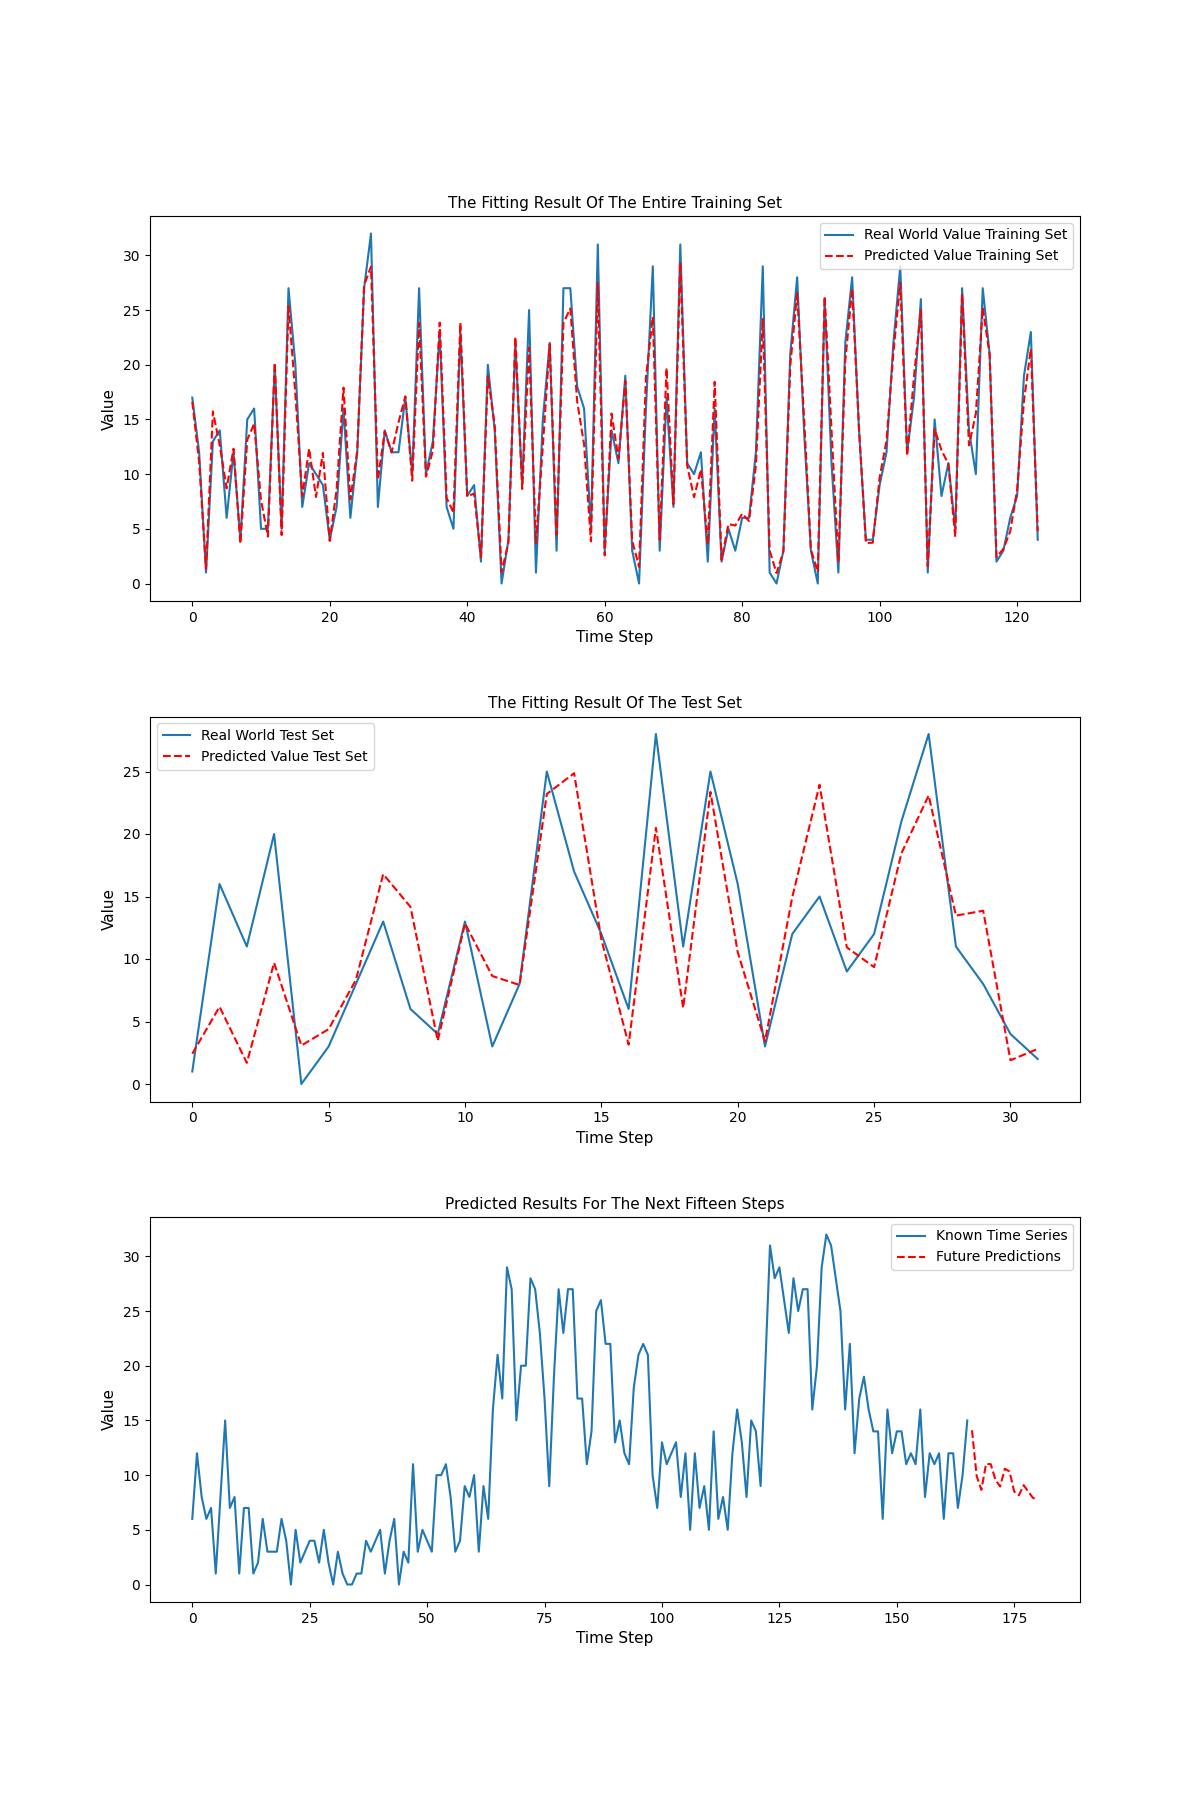 The Fitting Result Of The Entire Training Set
Real World Value Training Set
Predicted Value Training Set
Value
30
25
20
15
10
5
0
0 20 40 60 80 100 120
Time Step
The Fitting Result Of The Test Set
Real World Test Set
Predicted Value Test Set
Value
25
20
15
10
5
0
0 5 10 15 20 25 30
Time Step
Predicted Results For The Next Fifteen Steps
Known Time Series
Future Predictions
Value
30
25
20
15
10
5
0
0 25 50 75 100 125 150 175
Time Step